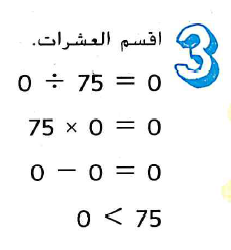 3 اقسم العشرات.
0 ÷ 75 = 0
75 × 0 = 0
0 − 0 = 0
0 < 75